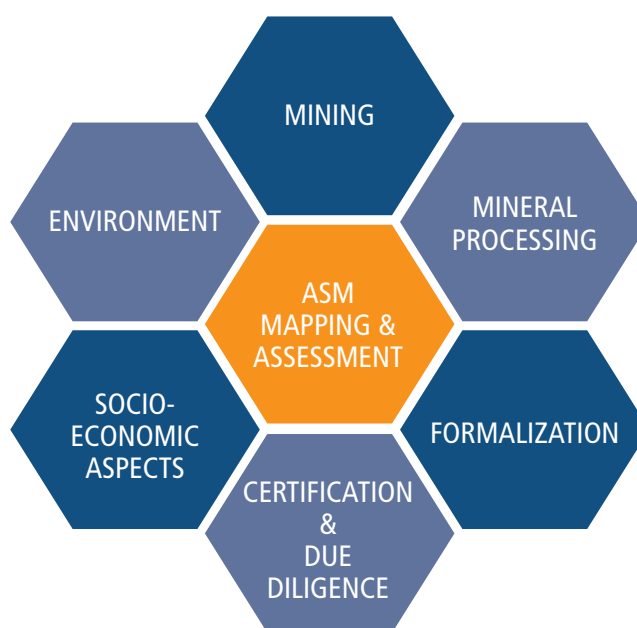 MINING
ENVIRONMENT
MINERAL
PROCESSING
ASM
MAPPING &
ASSESSMENT
SOCIO-
ECONOMIC
ASPECTS
FORMALIZATION
CERTIFICATION
&
DUE
DILIGENCE